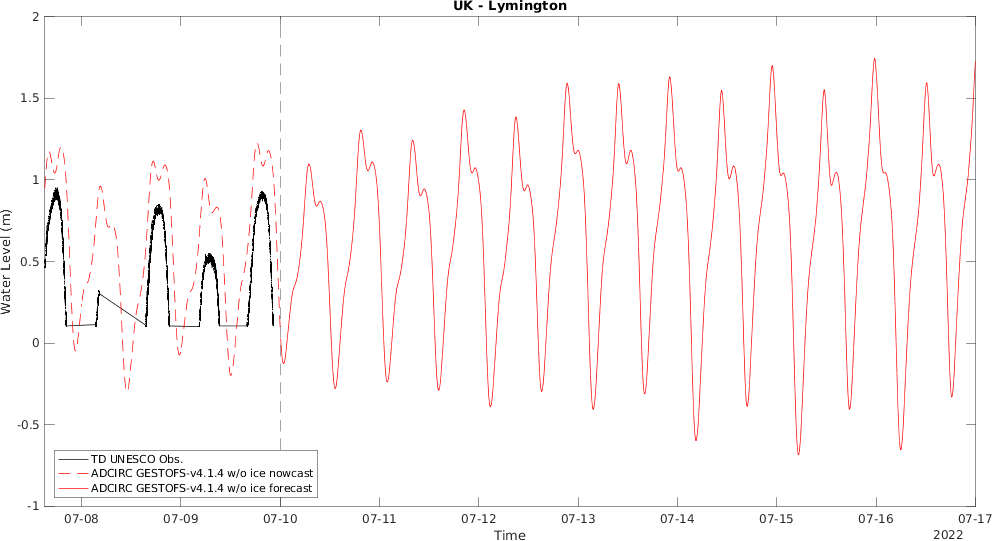 UK - Lymington
2
1.5
1
0.5
0
-0.5
-1
Water Level (m)
TD UNESCO Obs.
ADCIRC GESTOFS-v4.1.4 w/o ice nowcast
ADCIRC GESTOFS-v4.1.4 w/o ice forecast
07-08 07-09 07-10 07-11 07-12 07-13 07-14 07-15 07-16 07-17
Time
2022